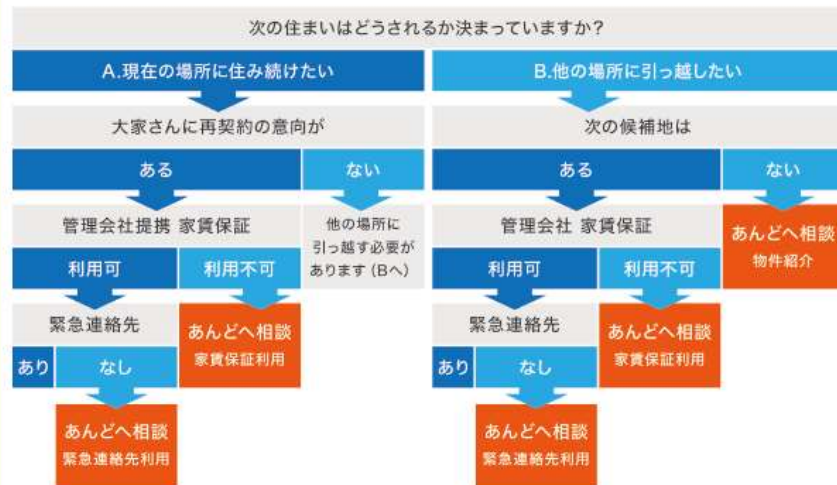 次の住まいはどうされるか決まっていますか？
A.現在の場所に住み続けたい
B.他の場所に引っ越したい
大家さんに再契約の意向が
次の候補地は
ある
ない
ある
ない
管理会社提携 家賃保証
他の場所に
引っ越す必要が
あります（Bへ）
管理会社 家賃保証
あんどへ相談
物件紹介
利用可
利用不可
利用可
利用不可
緊急連絡先
あんどへ相談
家賃保証利用
緊急連絡先
あんどへ相談
家賃保証利用
あり
なし
あり
なし
あんどへ相談
緊急連絡先利用
あんどへ相談
緊急連絡先利用